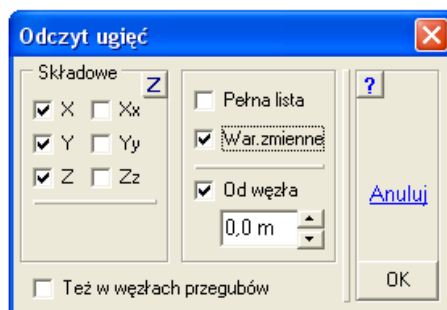 Odczyt ugięć
Składowe
Z
X Xx
Y Yy
Z Zz
Pełna lista
War.zmienne
Od węzła
0,0 m
?
Anuluj
OK
Też w węzłach przegubów